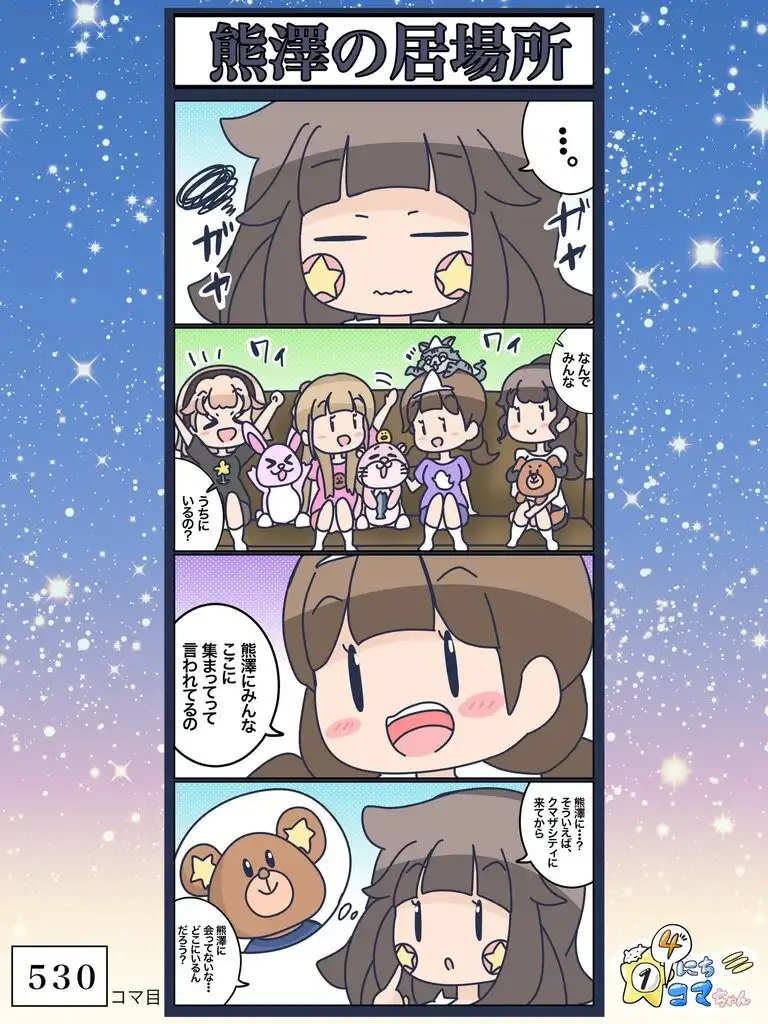 熊澤の居場所
…。
ガヤ
ガヤ
なんで
みんな
ワイ
ワイ
うちに
いるの?
熊澤にみんな
ここに
集まってって
言われてるの
熊澤に…?
そういえば、
クマザシティに
来てから
熊澤に
会ってないな…
どこにいるん
だろう?
530
コマ目
1
にち
4
コマ
ちゃん